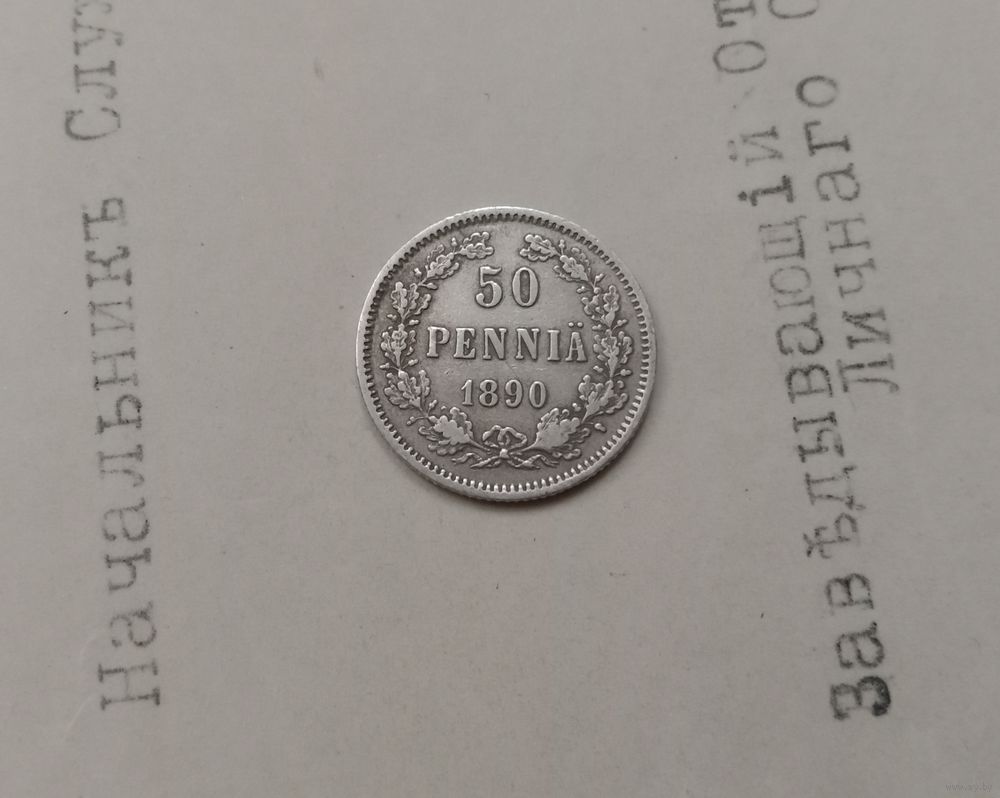 Начальникъ Служ
50
PENNIÄ
1890
Завѣдывающій От
Личнаго